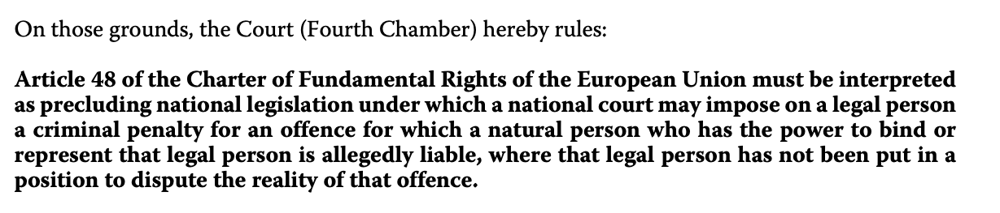 On those grounds, the Court (Fourth Chamber) hereby rules:
Article 48 of the Charter of Fundamental Rights of the European Union must be interpreted
as precluding national legislation under which a national court may impose on a legal person
a criminal penalty for an offence for which a natural person who has the power to bind or
represent that legal person is allegedly liable, where that legal person has not been put in a
position to dispute the reality of that offence.